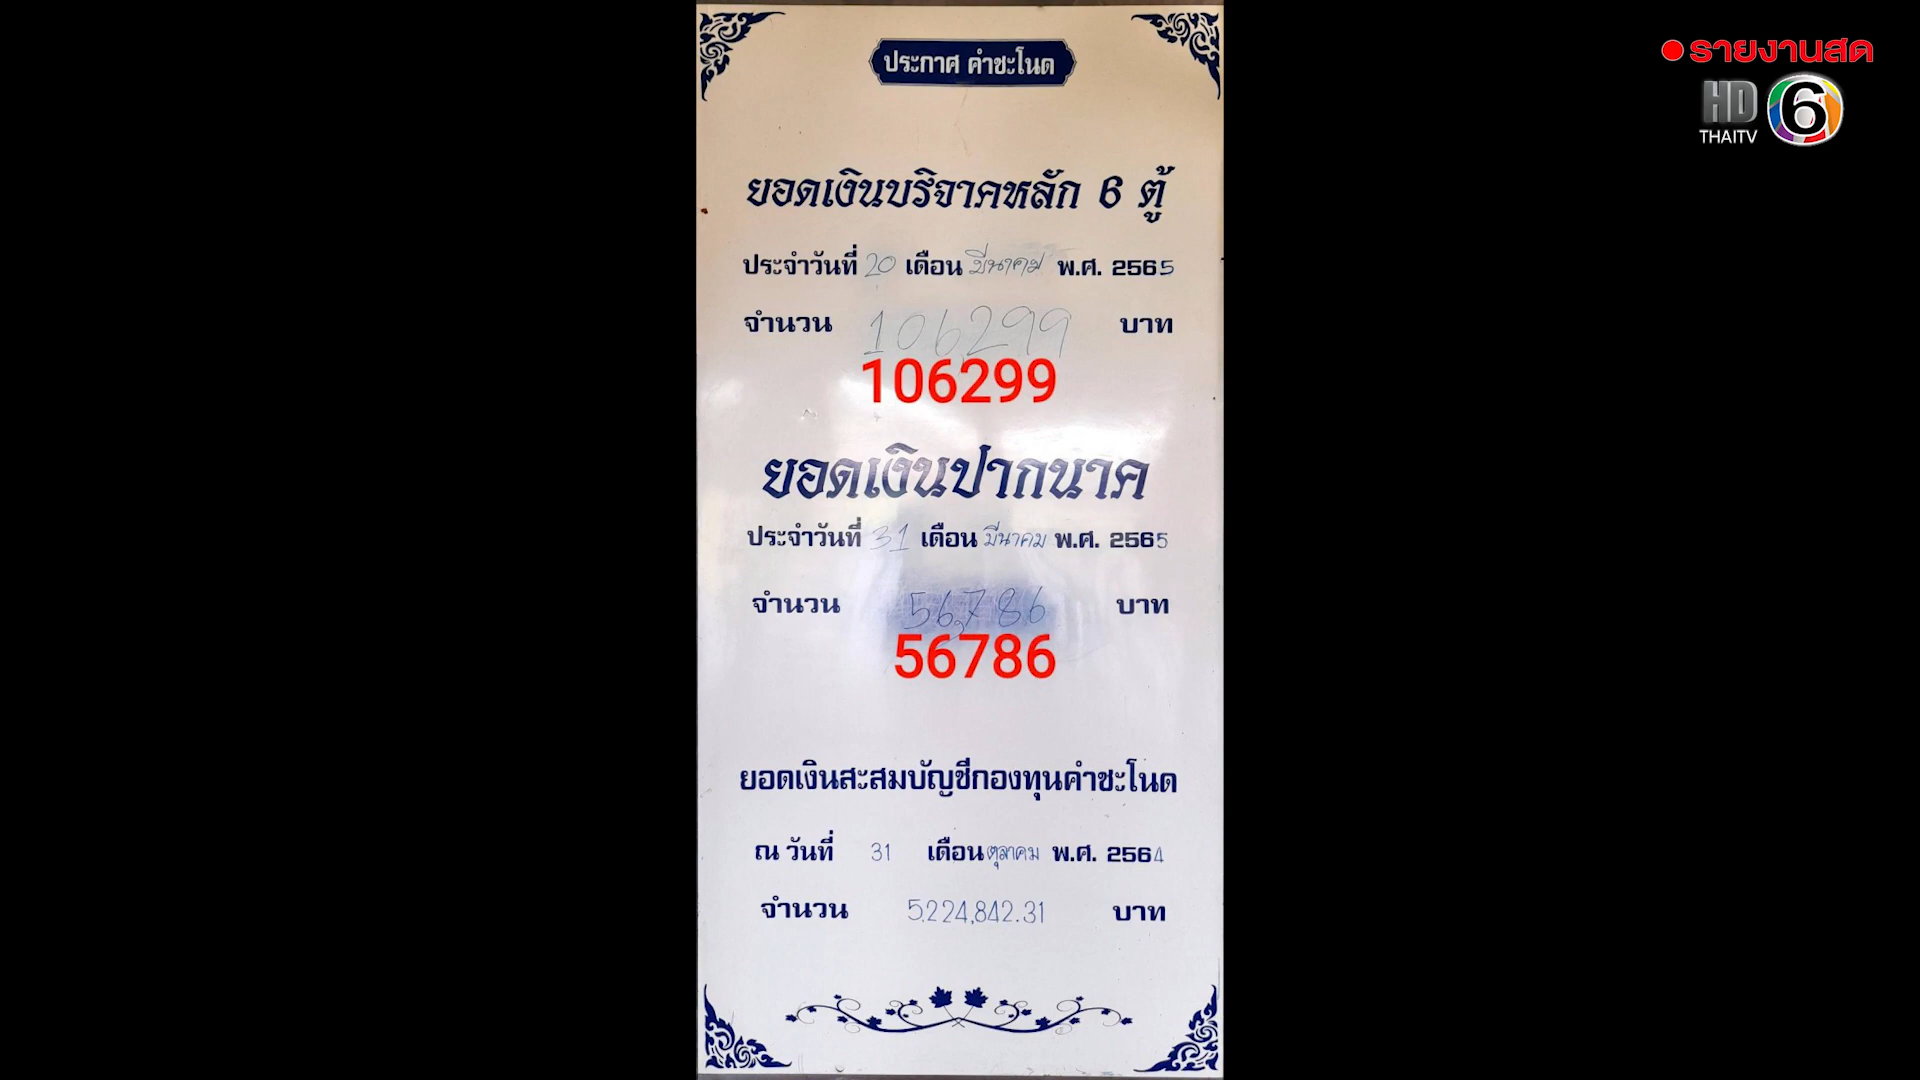 รายงานสด
HD
THAITV
6
ประกาศ คำชะโนด
ยอดเงินบริจาคหลัก 6 ตู้
ประจำวันที่ 20 เดือน มีนาคม พ.ศ. 2565
จำนวน 106,299 บาท
106299
ยอดเงินปากนาค
ประจำวันที่ 31 เดือน มีนาคม พ.ศ. 2565
จำนวน 56,786 บาท
56786
ยอดเงินสะสมบัญชีกองทุนคำชะโนด
ณ วันที่ 31 เดือน ตุลาคม พ.ศ. 2564
จำนวน 5,224,842.31 บาท